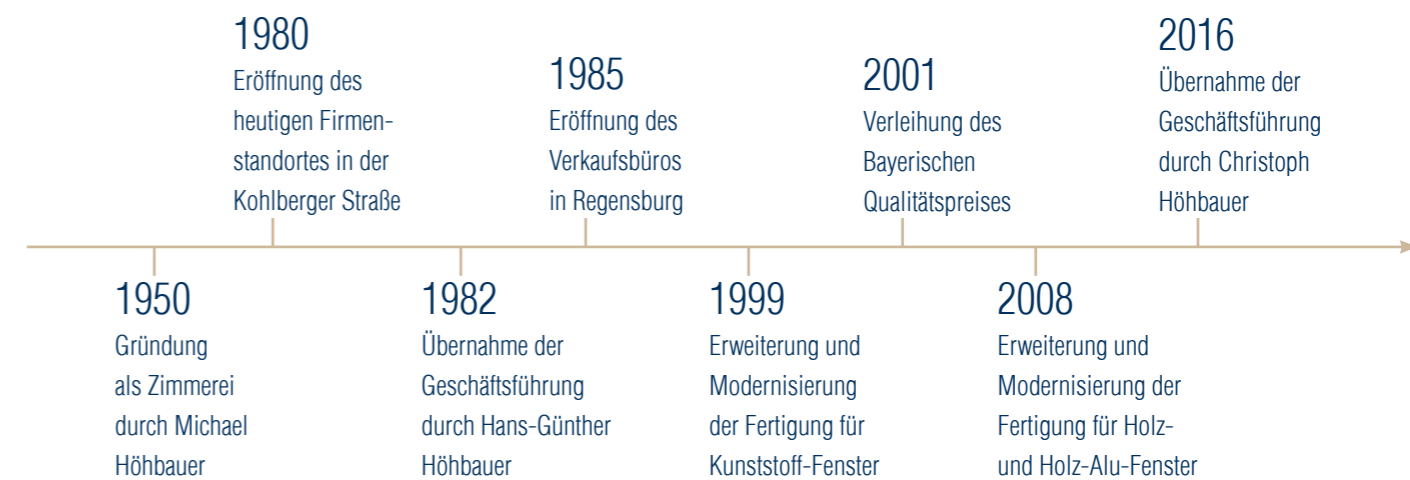 1980
Eröffnung des
heutigen Firmen-
standortes in der
Kohlberger Straße
1985
Eröffnung des
Verkaufsbüros
in Regensburg
2001
Verleihung des
Bayerischen
Qualitätspreises
2016
Übernahme der
Geschäftsführung
durch Christoph
Höhbauer
1950
Gründung
als Zimmerei
durch Michael
Höhbauer
1982
Übernahme der
Geschäftsführung
durch Hans-Günther
Höhbauer
1999
Erweiterung und
Modernisierung
der Fertigung für
Kunststoff-Fenster
2008
Erweiterung und
Modernisierung der
Fertigung für Holz-
und Holz-Alu-Fenster